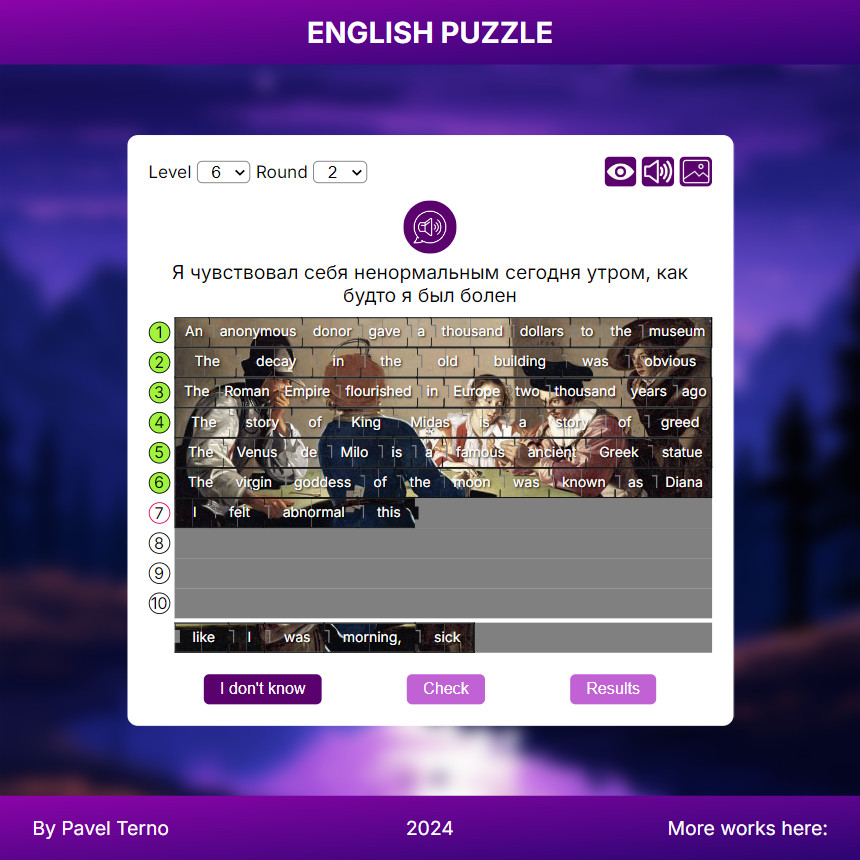 ENGLISH PUZZLE
Level 6 Round 2
Я чувствовал себя ненормальным сегодня утром, как
будто я был болен
1 An anonymous donor gave a thousand dollars to the museum
2 The decay in the old building was obvious
3 The Roman Empire flourished in Europe two thousand years ago
4 The story of King Midas is a story of greed
5 The Venus de Milo is a famous ancient Greek statue
6 The virgin goddess of the moon was known as Diana
7 I felt abnormal this
8
9
10
like I was morning, sick
I don't know Check Results
By Pavel Terno 2024 More works here: